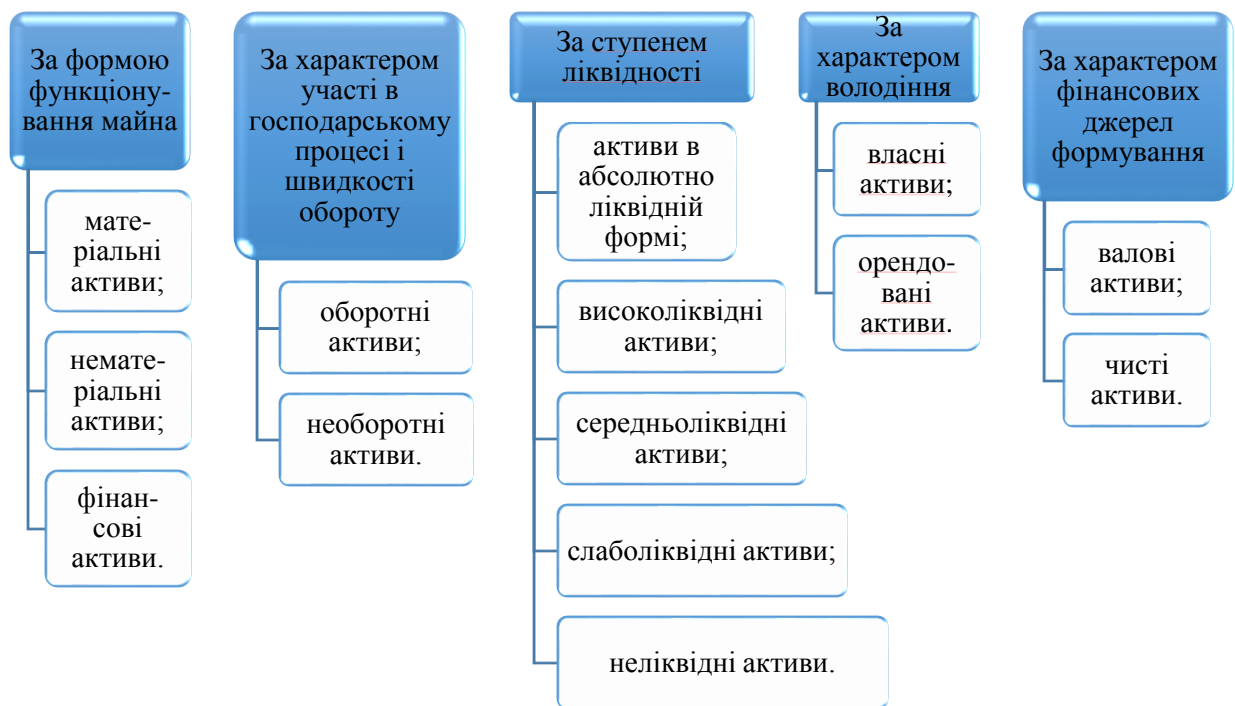 За формою
функціону-
вання майна
мате-
ріальні
активи;
немате-
ріальні
активи;
фінан-
сові
активи.
За характером
участі в
господарському
процесі і
швидкості
обороту
оборотні
активи;
необоротні
активи.
За ступенем
ліквідності
активи в
абсолютно
ліквідній
формі;
високоліквідні
активи;
середньоліквідні
активи;
слаболіквідні активи;
неліквідні активи.
За
характером
володіння
власні
активи;
орендо-
вані
активи.
За характером
фінансових
джерел
формування
валові
активи;
чисті
активи.